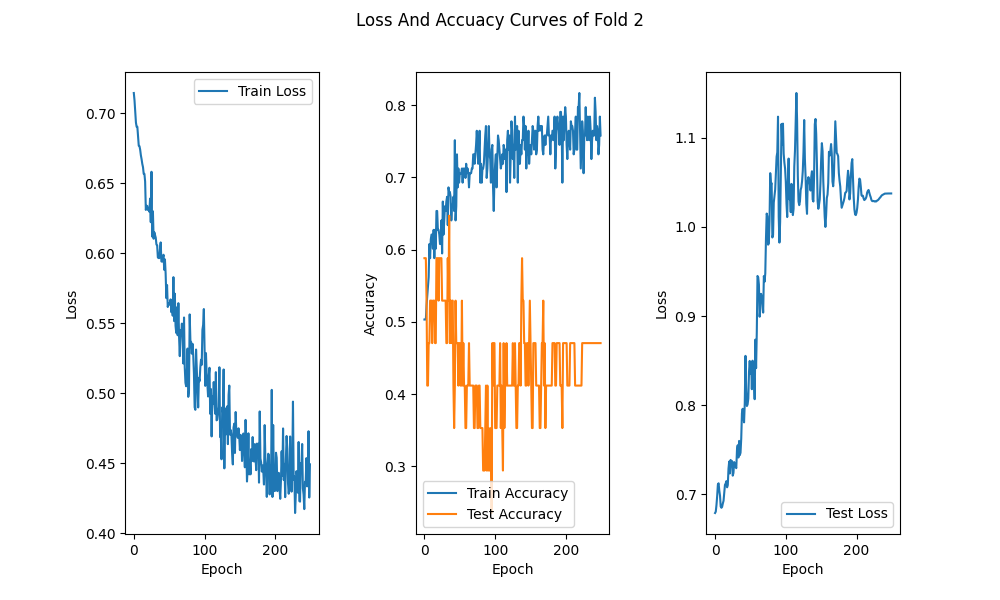 Loss And Accuacy Curves of Fold 2
Loss
0.70
0.65
0.60
0.55
0.50
0.45
0.40
0
100
200
Epoch
Train Loss
Accuracy
0.8
0.7
0.6
0.5
0.4
0.3
0
100
200
Epoch
Train Accuracy
Test Accuracy
Loss
1.1
1.0
0.9
0.8
0.7
0
100
200
Epoch
Test Loss